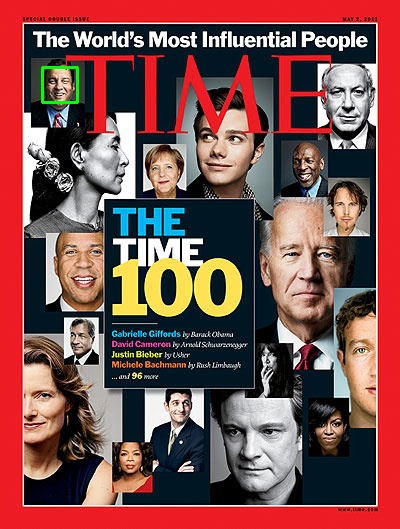 SPECIAL DOUBLE ISSUE
MAY 2, 2011
The World's Most Influential People
TIME
THE
TIME
100
Gabrielle Giffords by Barack Obama
David Cameron by Arnold Schwarzenegger
Justin Bieber by Usher
Michele Bachmann by Rush Limbaugh
... and 96 more
www.time.com